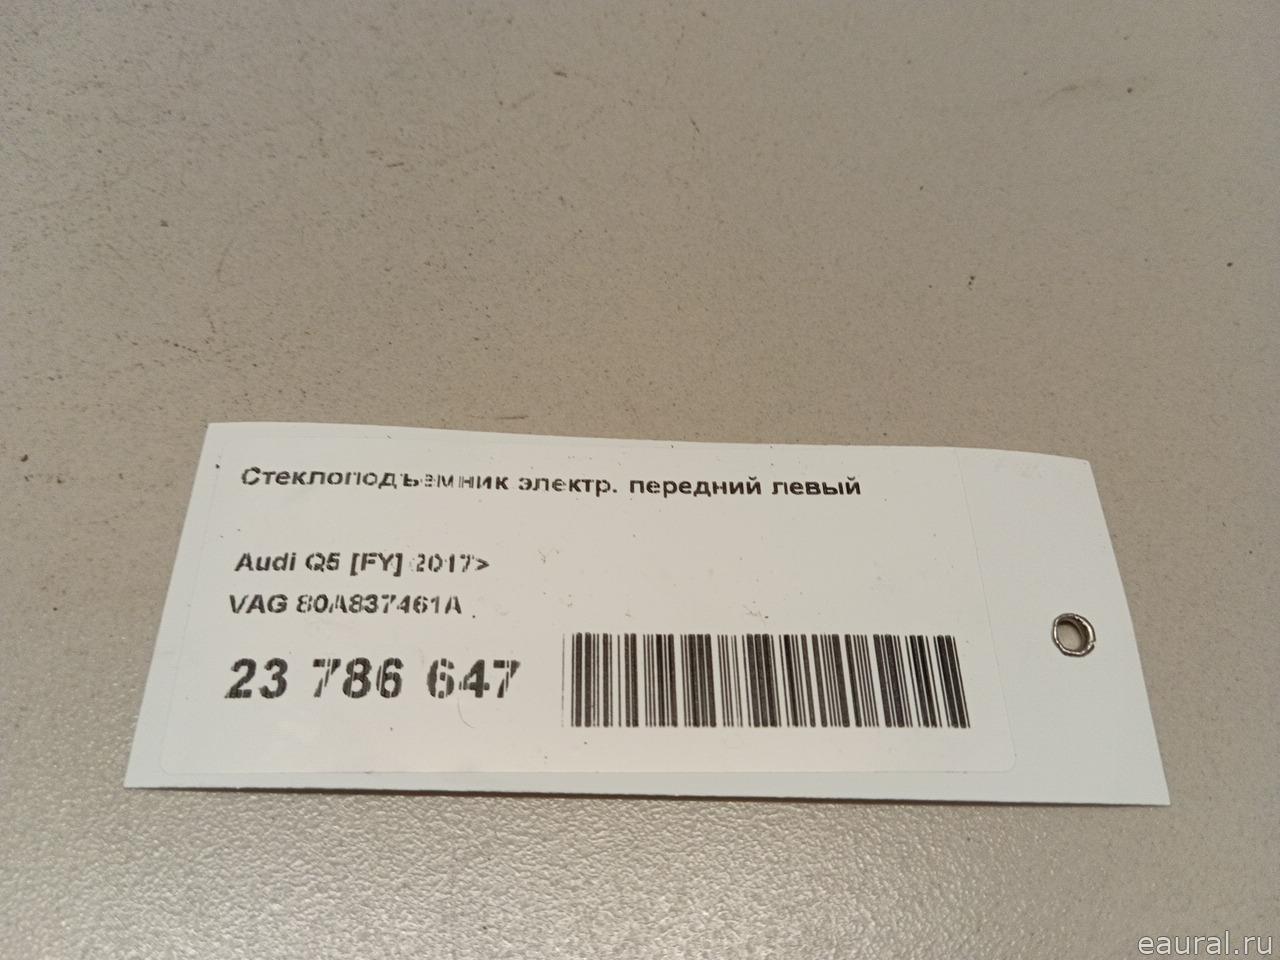 Стеклоподъемник электр. передний левый
Audi Q5 [FY] 2017>
VAG 80A837461A
23 786 647
eaural.ru